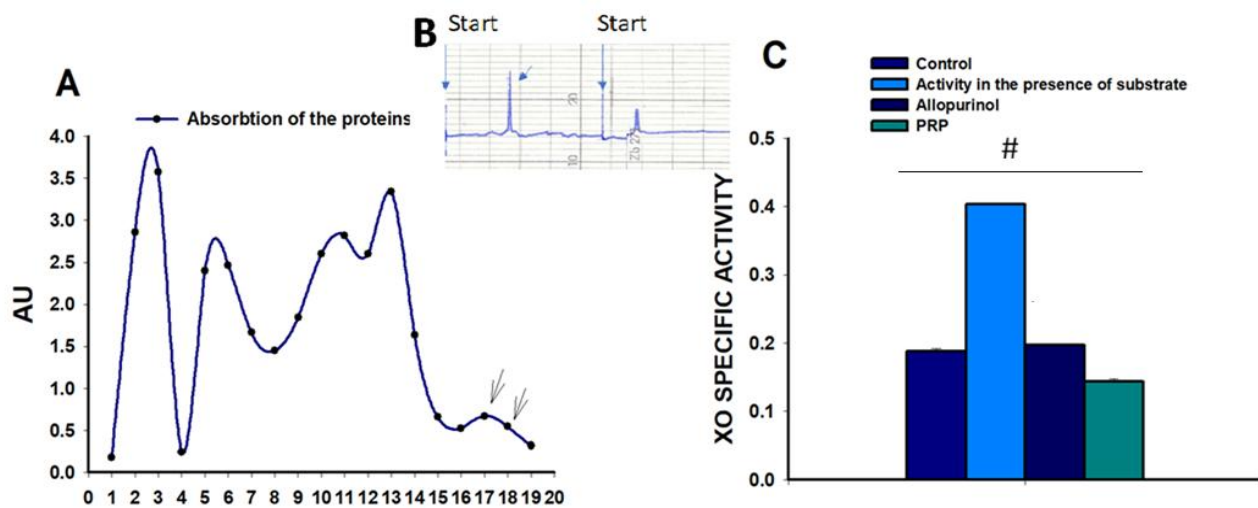 A
Absorbtion of the proteins
AU
4.0
3.5
3.0
2.5
2.0
1.5
1.0
0.5
0.0
0 1 2 3 4 5 6 7 8 9 10 11 12 13 14 15 16 17 18 19 20
B
Start Start
20
10
C
Control
Activity in the presence of substrate
Allopurinol
PRP
XO SPECIFIC ACTIVITY
0.5
0.4
0.3
0.2
0.1
0.0
#